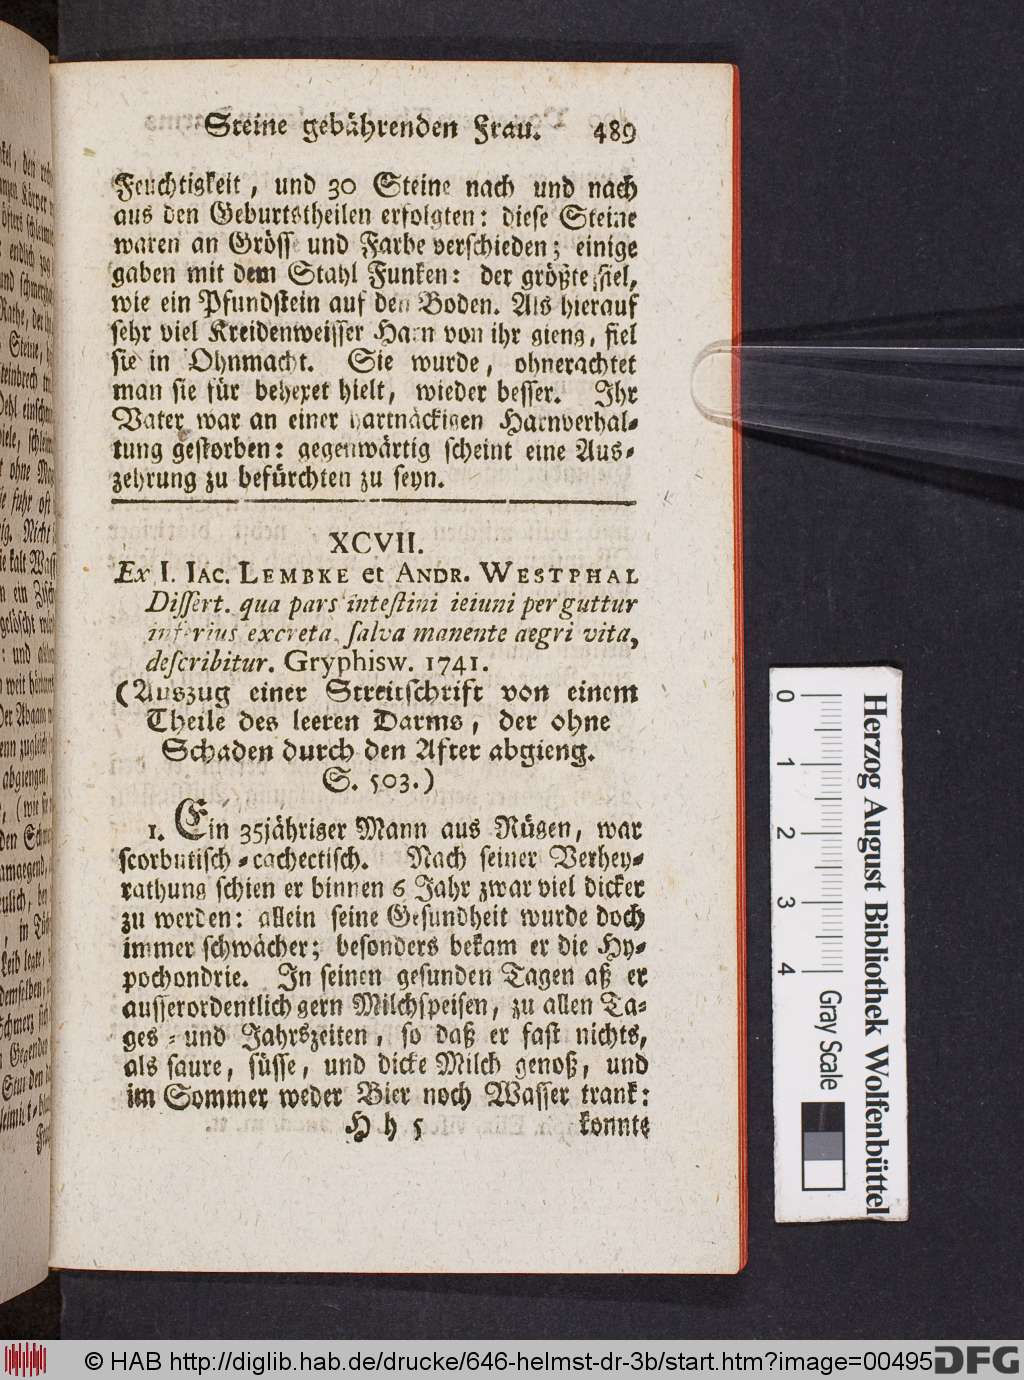 Steine gebährenden Frau. 489
Feuchtigkeit, und 30 Steine nach und nach
aus den Geburtstheilen erfolgten: diese Steine
waren an Grösse und Farbe verschieden; einige
gaben mit dem Stahl Funken: der größte fiel,
wie ein Pfundstein auf den Boden. Als hierauf
sehr viel Kreidenweisser Harn von ihr gieng, fiel
sie in Ohnmacht. Sie wurde, ohnerachtet
man sie für behexet hielt, wieder besser. Ihr
Vater war an einer hartnäckigen Harnverhal-
tung gestorben: gegenwärtig scheint eine Aus-
zehrung zu befürchten zu seyn.
XCVII.
Ex I. IAC. LEMBKE et ANDR. WESTPHAL
Dissert. qua pars intestini ieiuni per guttur
inferius excreta, salva manente aegri vita,
describitur. Gryphisw. 1741.
(Auszug einer Streitschrift von einem
Theile des leeren Darms, der ohne
Schaden durch den After abgieng.
S. 503.)
1. Ein 35jähriger Mann aus Rügen, war
scorbutisch-cachectisch. Nach seiner Verhey-
rathung schien er binnen 6 Jahr zwar viel dicker
zu werden: allein seine Gesundheit wurde doch
immer schwächer; besonders bekam er die Hy-
pochondrie. In seinen gesunden Tagen aß er
ausserordentlich gern Milchspeisen, zu allen Ta-
ges- und Jahrszeiten, so daß er fast nichts,
als saure, süsse, und dicke Milch genoß, und
im Sommer weder Bier noch Wasser trank:
H h 5 konnte
0 1 2 3 4
Gray Scale
Herzog August Bibliothek Wolfenbüttel
© HAB http://diglib.hab.de/drucke/646-helmst-dr-3b/start.htm?image=00495
DFG